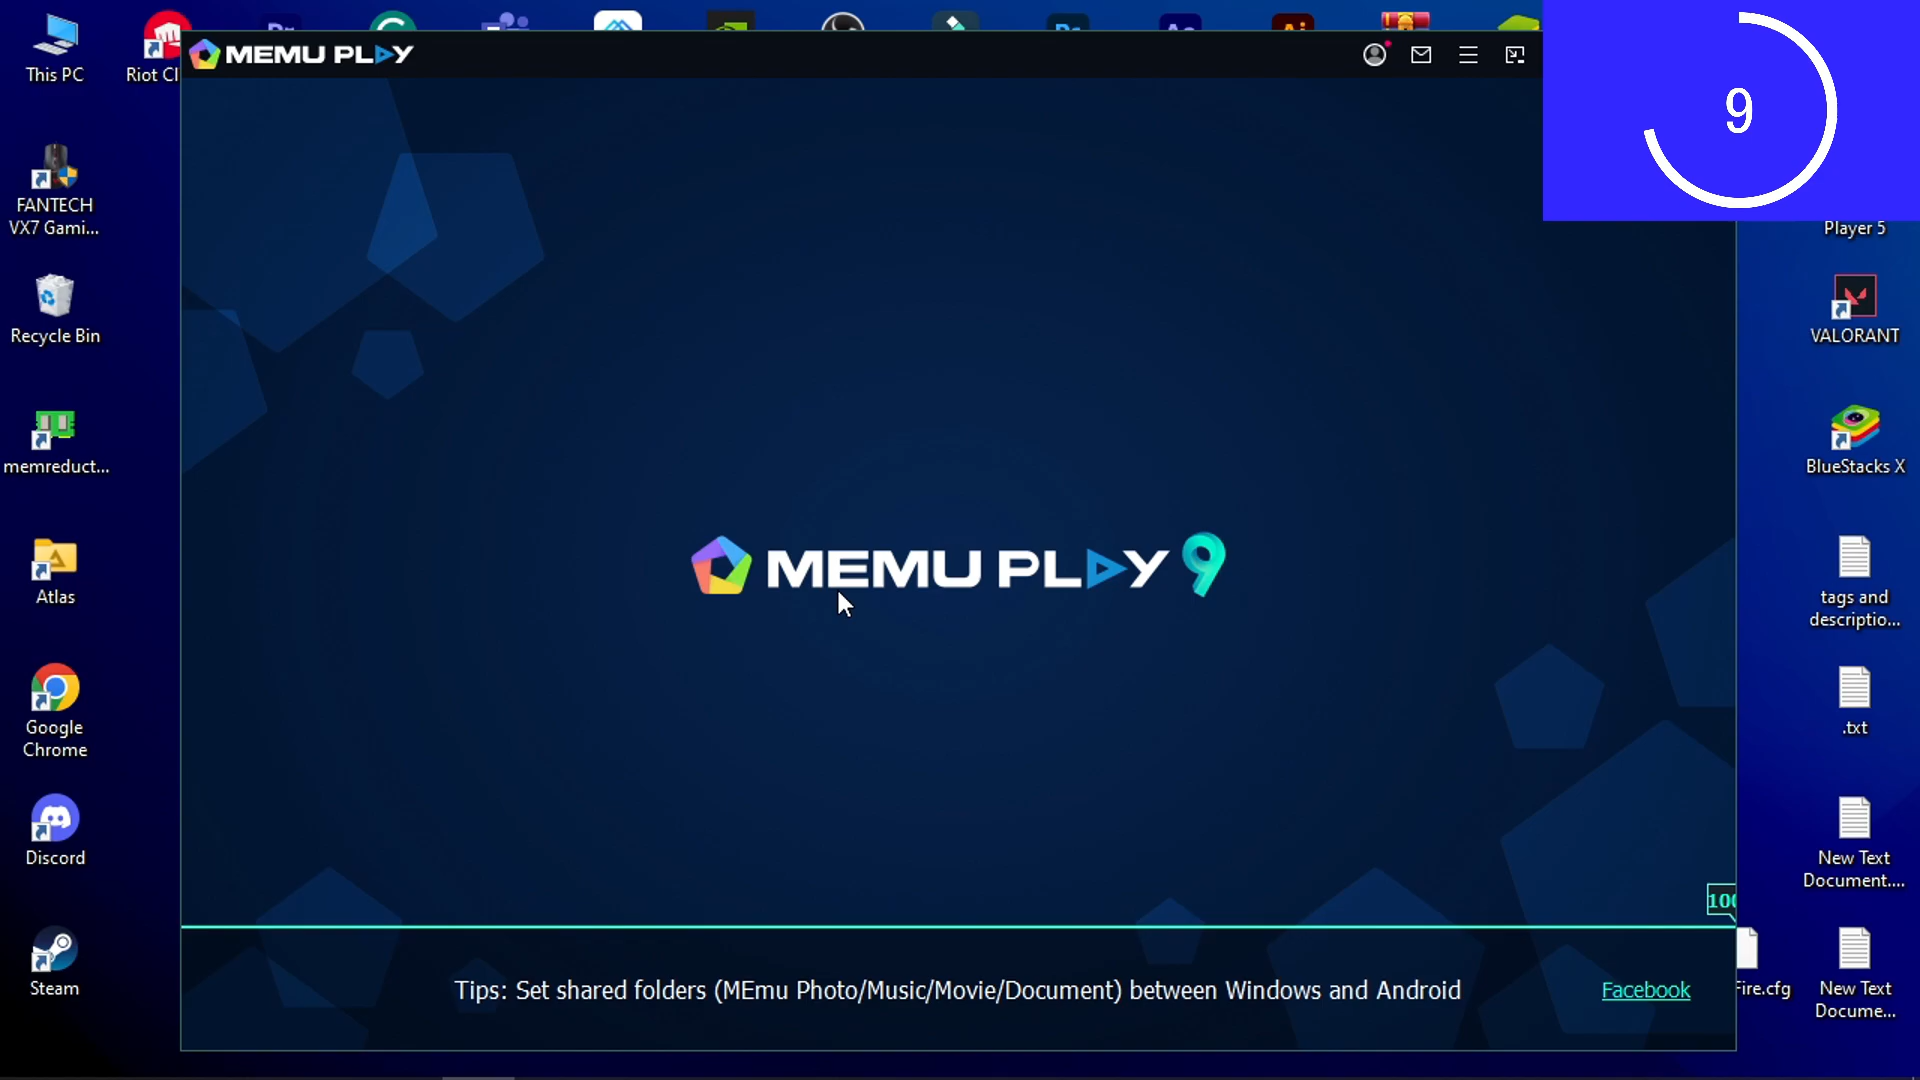 This PC
Riot Cl
MEMU PLAY
9
FANTECH
VX7 Gami...
Player 5
Recycle Bin
VALORANT
memreduct...
BlueStacks X
MEMU PLAY 9
Atlas
tags and
descriptio...
Google
Chrome
.txt
Discord
New Text
Document....
100
Steam
Tips: Set shared folders (MEmu Photo/Music/Movie/Document) between Windows and Android
Facebook
Fire.cfg
New Text
Docume...